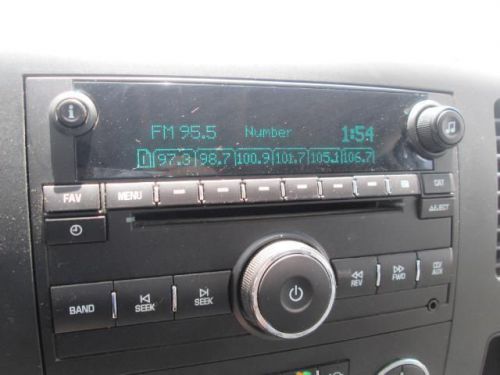 FM 95.5 Number 1:54
1 97.3 98.7 100.9 101.7 105.1 106.7
FAV MENU CAT
EJECT
BAND SEEK SEEK REV FWD CD/AUX